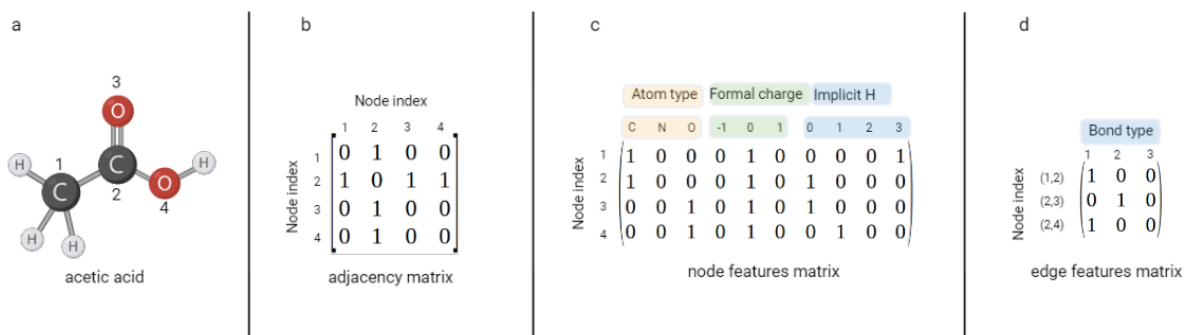 a
3
O
H
1
C
C
O
H
2
4
H
H
acetic acid
b
Node index
1 2 3 4
Node index
1 0 1 0 0
2 1 0 1 1
3 0 1 0 0
4 0 1 0 0
adjacency matrix
c
Atom type Formal charge Implicit H
C N O -1 0 1 0 1 2 3
Node index
1 1 0 0 0 1 0 0 0 0 1
2 1 0 0 0 1 0 1 0 0 0
3 0 0 1 0 1 0 1 0 0 0
4 0 0 1 0 1 0 0 1 0 0
node features matrix
d
Bond type
1 2 3
Node index
(1,2) 1 0 0
(2,3) 0 1 0
(2,4) 1 0 0
edge features matrix